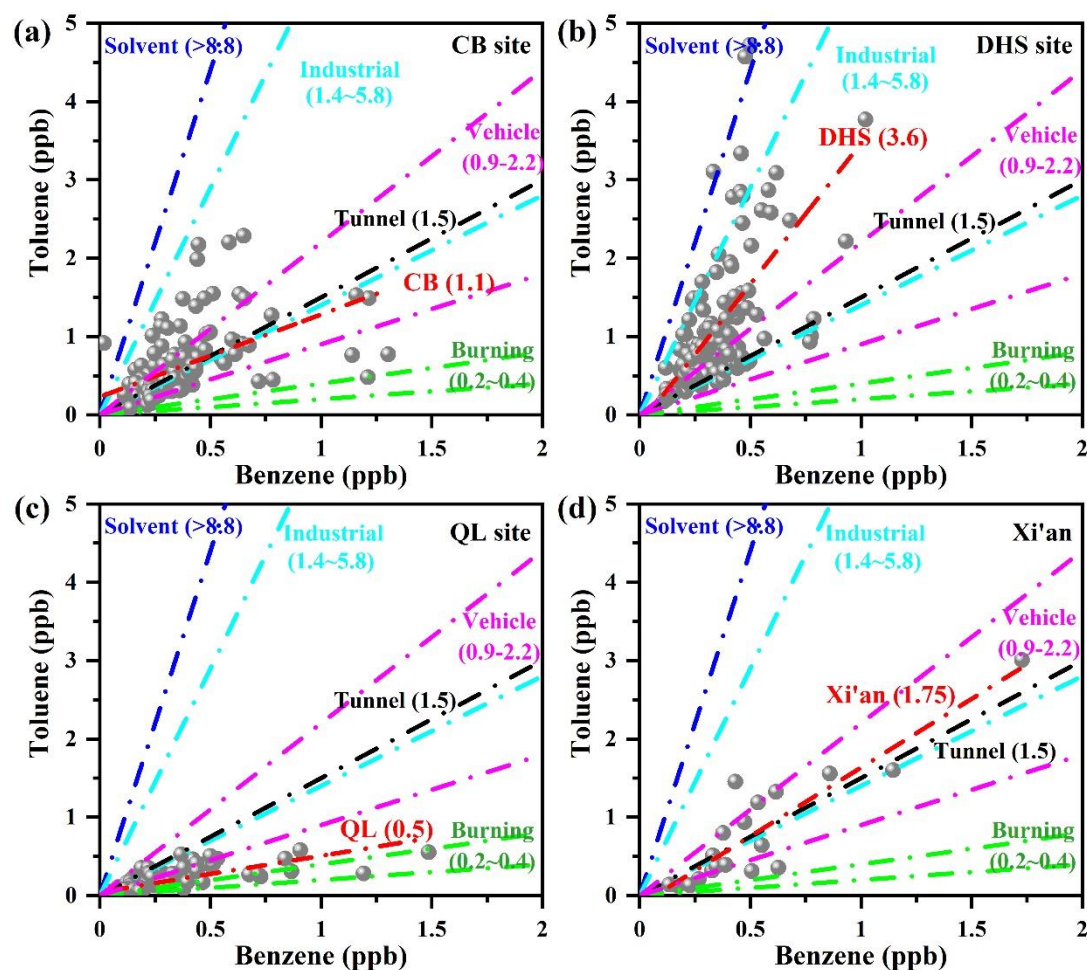 (a)
Solvent (>8.8)
CB site
Industrial
(1.4~5.8)
Vehicle
(0.9-2.2)
Tunnel (1.5)
CB (1.1)
Burning
(0.2~0.4)
Toluene (ppb)
5
4
3
2
1
0
0
0.5
1
1.5
2
Benzene (ppb)
(b)
Solvent (>8.8)
DHS site
Industrial
(1.4~5.8)
DHS (3.6)
Vehicle
(0.9-2.2)
Tunnel (1.5)
Burning
(0.2~0.4)
Toluene (ppb)
5
4
3
2
1
0
0
0.5
1
1.5
2
Benzene (ppb)
(c)
Solvent (>8.8)
QL site
Industrial
(1.4~5.8)
Vehicle
(0.9-2.2)
Tunnel (1.5)
QL (0.5)
Burning
(0.2~0.4)
Toluene (ppb)
5
4
3
2
1
0
0
0.5
1
1.5
2
Benzene (ppb)
(d)
Solvent (>8.8)
Xi'an
Industrial
(1.4~5.8)
Vehicle
(0.9-2.2)
Xi'an (1.75)
Tunnel (1.5)
Burning
(0.2~0.4)
Toluene (ppb)
5
4
3
2
1
0
0
0.5
1
1.5
2
Benzene (ppb)